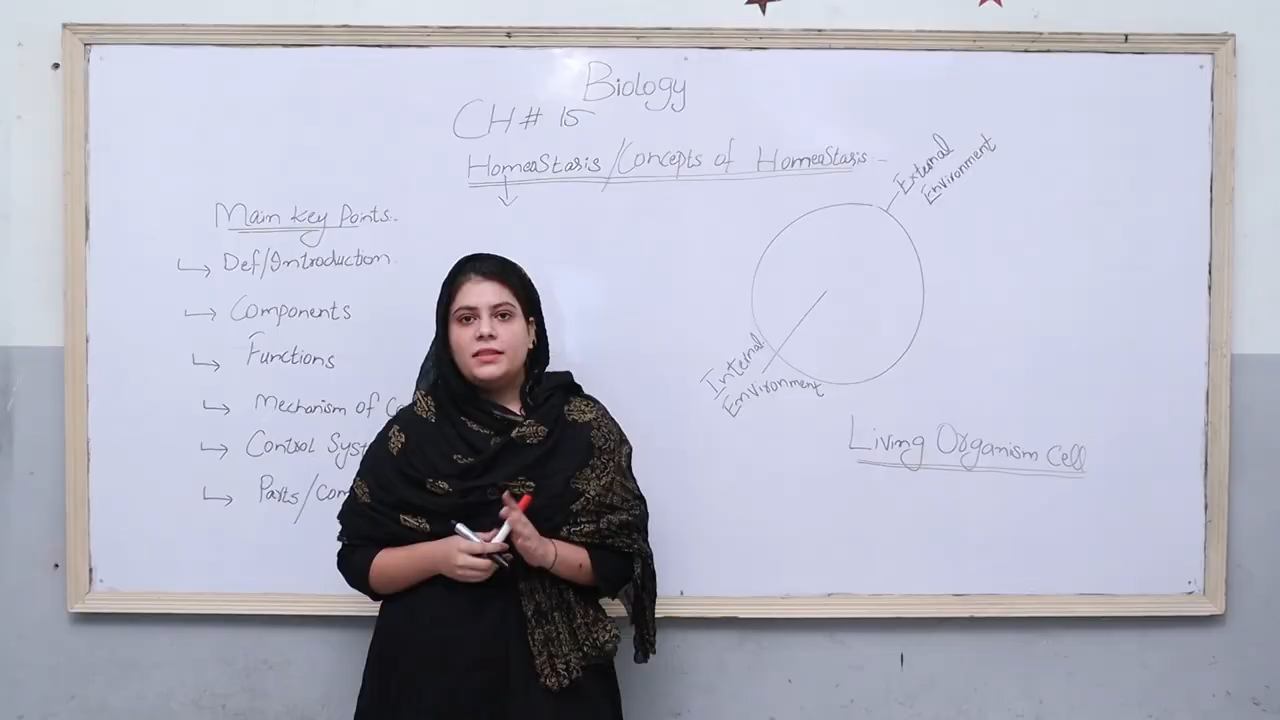 Biology
CH# 15
HomeoStasis/Concepts of HomeoStasis -
Main Key Points.
Def/Introduction
Components
Functions
Mechanism of
Control
Parts/
External
Environment
Internal
Environment
Living Organism Cell